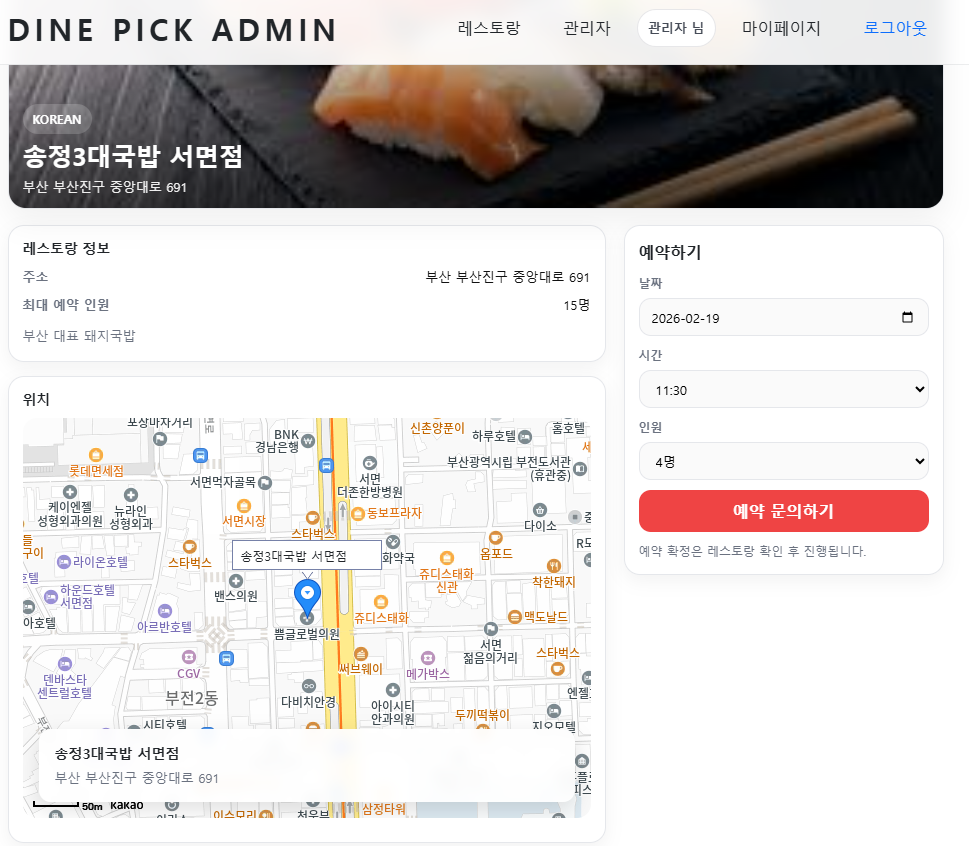 DINE PICK ADMIN
레스토랑
관리자
관리자 님
마이페이지
로그아웃
KOREAN
송정3대국밥 서면점
부산 부산진구 중앙대로 691
레스토랑 정보
주소
부산 부산진구 중앙대로 691
최대 예약 인원
15명
부산 대표 돼지국밥
위치
포장마차거리
BNK
경남은행
신촌양푼이
하루호텔
홈호텔
롯데면세점
서면먹자골목
서면
더존한방병원
부산광역시립 부전도서관
(휴관중)
케이엔젤
성형외과의원
뉴라인
성형외과
서면시장
스타벅스
동보프라자
다이소
라이온호텔
스타벅스
송정3대국밥 서면점
화약국
쥬디스태화
신관
옵포드
착한돼지
하운드호텔
서면점
밴스의원
아르반호텔
쁨글로벌의원
쥬디스태화
맥도날드
서면
젊음의거리
CGV
써브웨이
메가박스
스타벅스
덴바스타
센트럴호텔
부전2동
다비치안경
아이시티
안과의원
시티호텔
두끼떡볶이
지오모텔
송정3대국밥 서면점
부산 부산진구 중앙대로 691
50m
kakao
삼정타워
예약하기
날짜
2026-02-19
시간
11:30
인원
4명
예약 문의하기
예약 확정은 레스토랑 확인 후 진행됩니다.